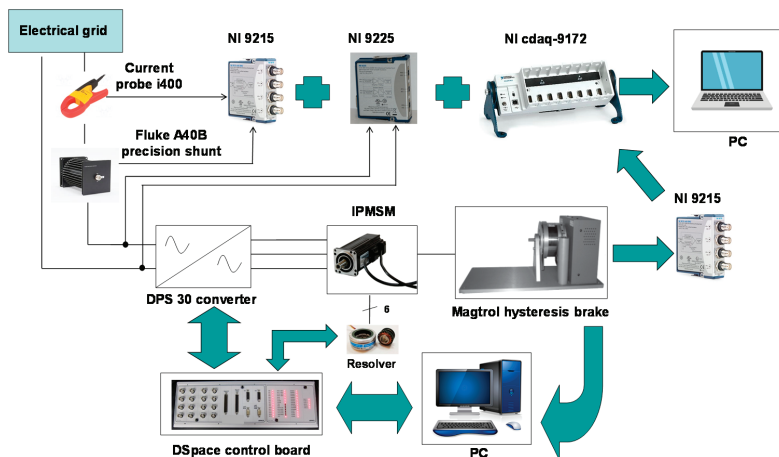 Electrical grid
NI 9215
NI 9225
NI cdaq-9172
Current
probe i400
Fluke A40B
precision shunt
PC
NI 9215
IPMSM
DPS 30 converter
6
Magtrol hysteresis brake
Resolver
DSpace control board
PC